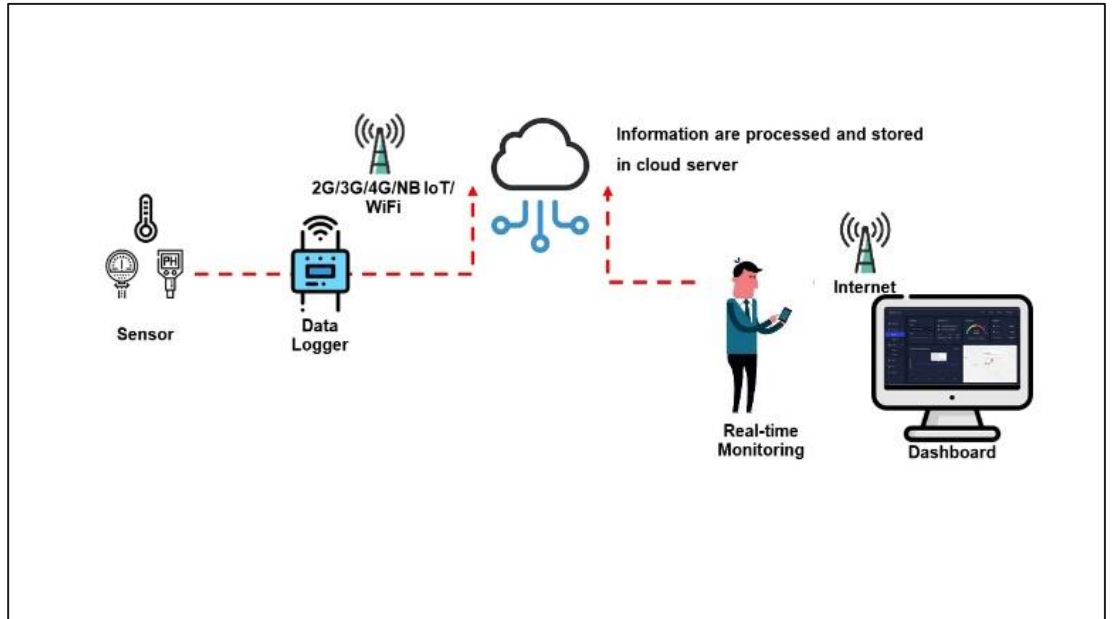 Information are processed and stored
in cloud server
2G/3G/4G/NB IoT/
WiFi
PH
Sensor
Data
Logger
Internet
Real-time
Monitoring
Dashboard